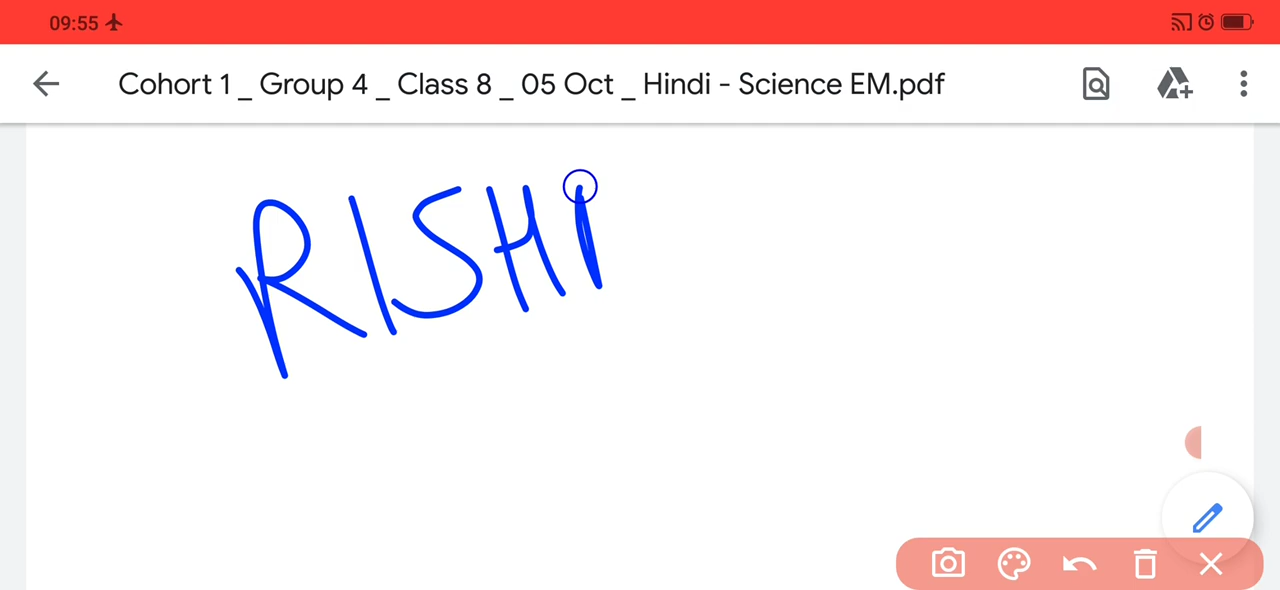 09:55
Cohort 1 _ Group 4 _ Class 8 _ 05 Oct _ Hindi - Science EM.pdf
RISHI